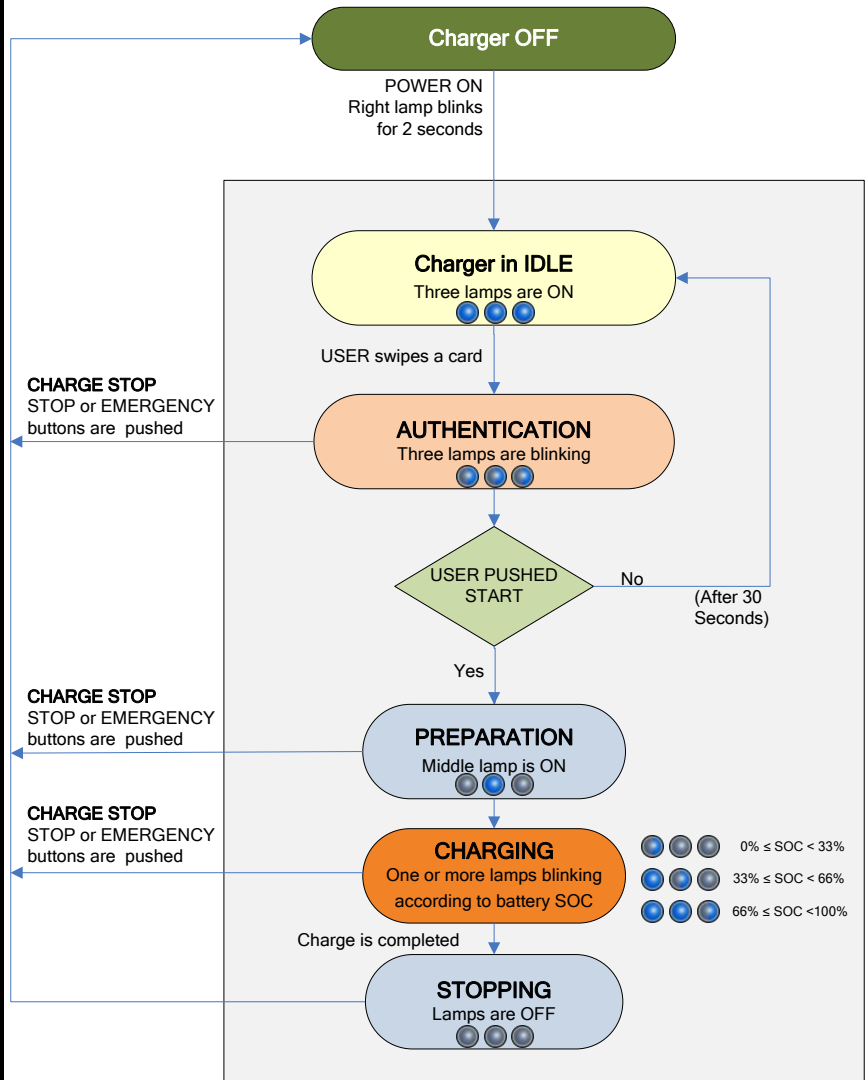 Charger OFF
POWER ON
Right lamp blinks
for 2 seconds
Charger in IDLE
Three lamps are ON
USER swipes a card
CHARGE STOP
STOP or EMERGENCY
buttons are pushed
AUTHENTICATION
Three lamps are blinking
USER PUSHED
START
No
(After 30
Seconds)
Yes
CHARGE STOP
STOP or EMERGENCY
buttons are pushed
PREPARATION
Middle lamp is ON
CHARGE STOP
STOP or EMERGENCY
buttons are pushed
CHARGING
One or more lamps blinking
according to battery SOC
0% ≤ SOC < 33%
33% ≤ SOC < 66%
66% ≤ SOC <100%
Charge is completed
STOPPING
Lamps are OFF